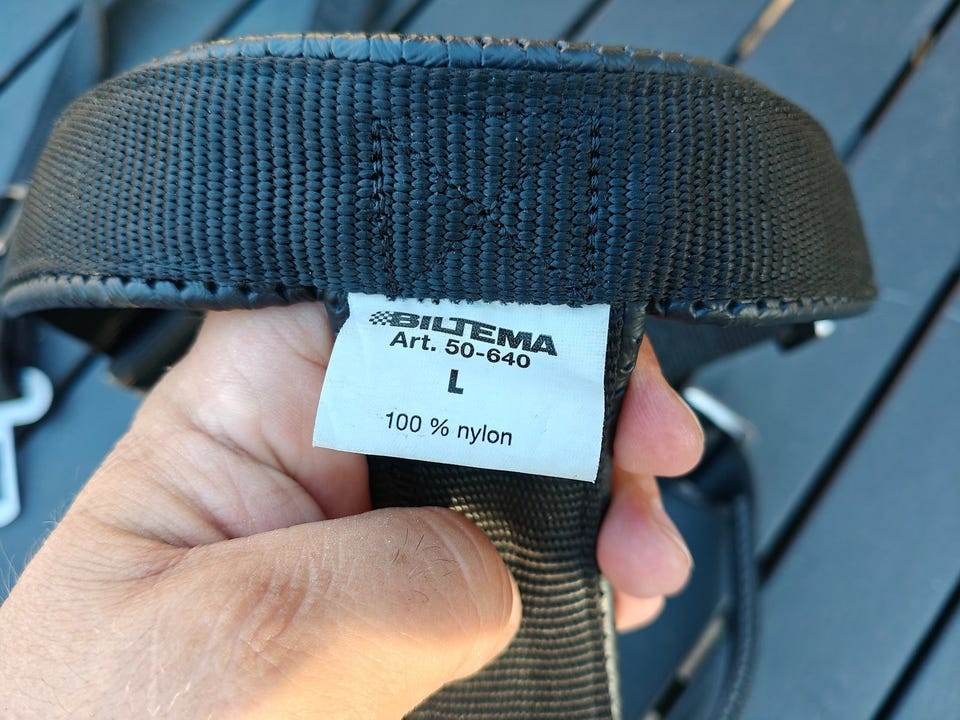 BILTEMA
Art. 50-640
L
100 % nylon